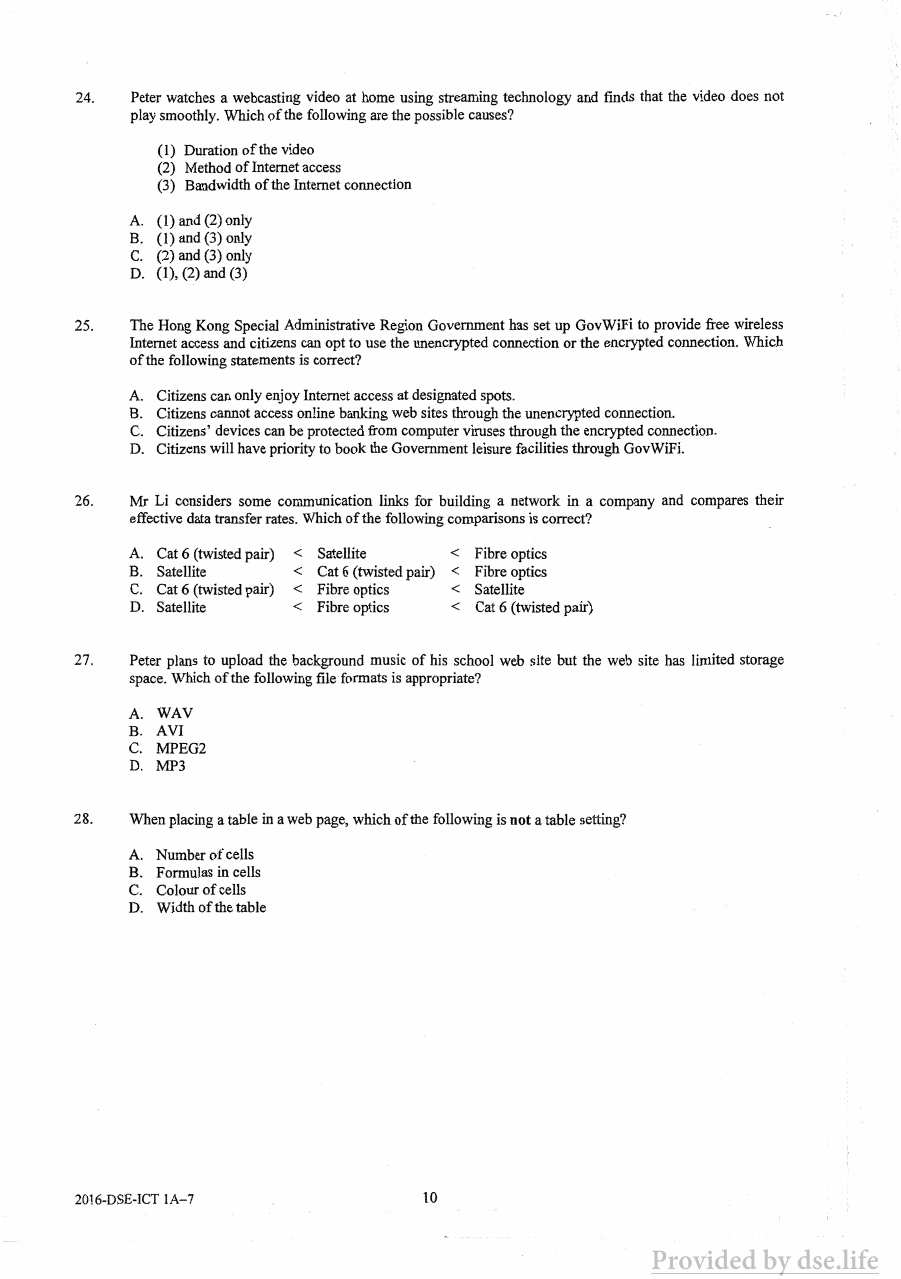 24. Peter watches a webcasting video at home using streaming technology and finds that the video does not
play smoothly. Which of the following are the possible causes?
(1) Duration of the video
(2) Method of Internet access
(3) Bandwidth of the Internet connection
A. (1) and (2) only
B. (1) and (3) only
C. (2) and (3) only
D. (1), (2) and (3)
25. The Hong Kong Special Administrative Region Government has set up GovWiFi to provide free wireless
Internet access and citizens can opt to use the unencrypted connection or the encrypted connection. Which
of the following statements is correct?
A. Citizens can only enjoy Internet access at designated spots.
B. Citizens cannot access online banking web sites through the unencrypted connection.
C. Citizens' devices can be protected from computer viruses through the encrypted connection.
D. Citizens will have priority to book the Government leisure facilities through GovWiFi.
26. Mr Li considers some communication links for building a network in a company and compares their
effective data transfer rates. Which of the following comparisons is correct?
A. Cat 6 (twisted pair) < Satellite < Fibre optics
B. Satellite < Cat 6 (twisted pair) < Fibre optics
C. Cat 6 (twisted pair) < Fibre optics < Satellite
D. Satellite < Fibre optics < Cat 6 (twisted pair)
27. Peter plans to upload the background music of his school web site but the web site has limited storage
space. Which of the following file formats is appropriate?
A. WAV
B. AVI
C. MPEG2
D. MP3
28. When placing a table in a web page, which of the following is not a table setting?
A. Number of cells
B. Formulas in cells
C. Colour of cells
D. Width of the table
2016-DSE-ICT 1A–7 10
Provided by dse.life